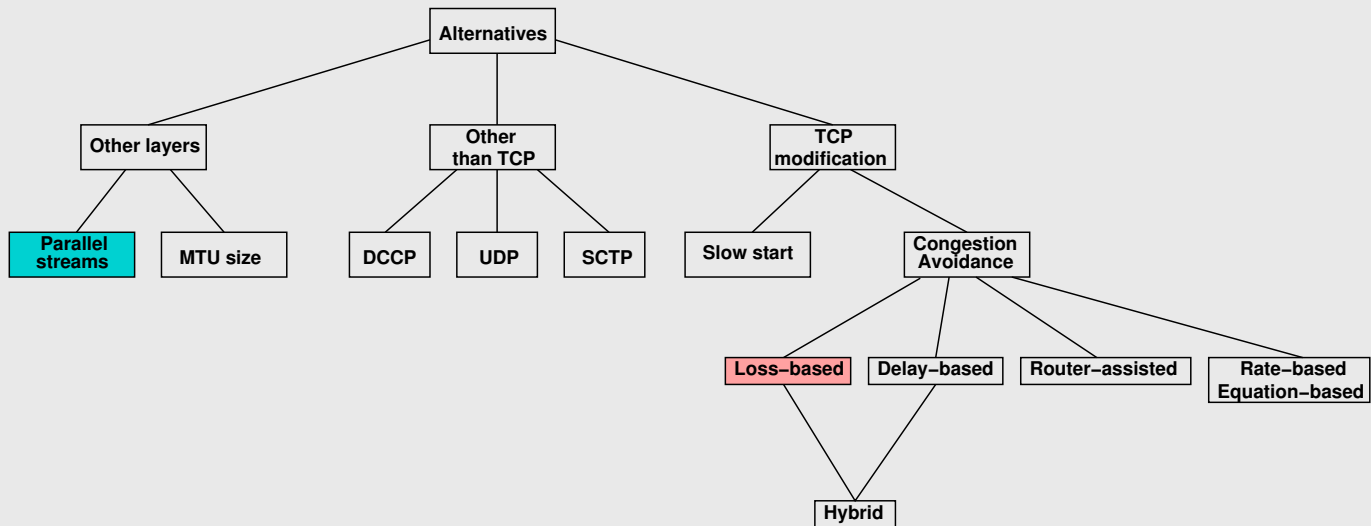 Alternatives
Other layers
Other
than TCP
TCP
modification
Parallel
streams
MTU size
DCCP
UDP
SCTP
Slow start
Congestion
Avoidance
Loss−based
Delay−based
Router−assisted
Rate−based
Equation−based
Hybrid